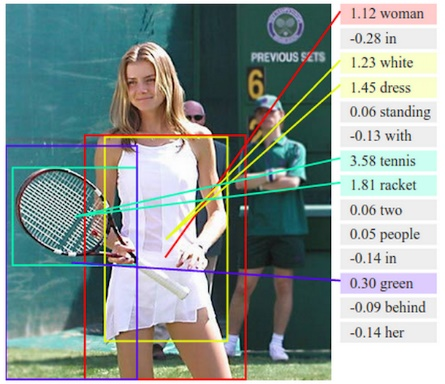 PREVIOUS SETS
6
1.12 woman
-0.28 in
1.23 white
1.45 dress
0.06 standing
-0.13 with
3.58 tennis
1.81 racket
0.06 two
0.05 people
-0.14 in
0.30 green
-0.09 behind
-0.14 her